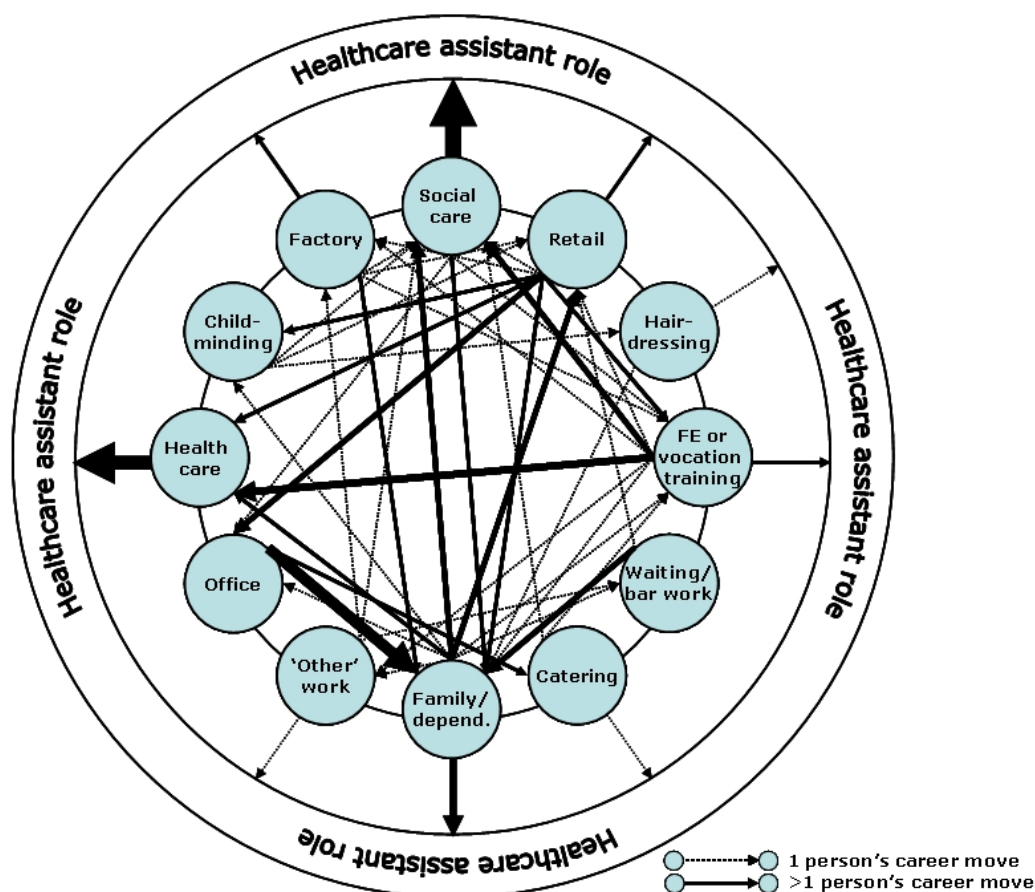 Healthcare assistant role
Social
care
Factory
Retail
Child-
minding
Hair-
dressing
Healthcare assistant role
Healthcare assistant role
Health
care
FE or
vocation
training
Office
Waiting/
bar work
'Other'
work
Family/
depend.
Catering
Healthcare assistant role
1 person's career move
>1 person's career move